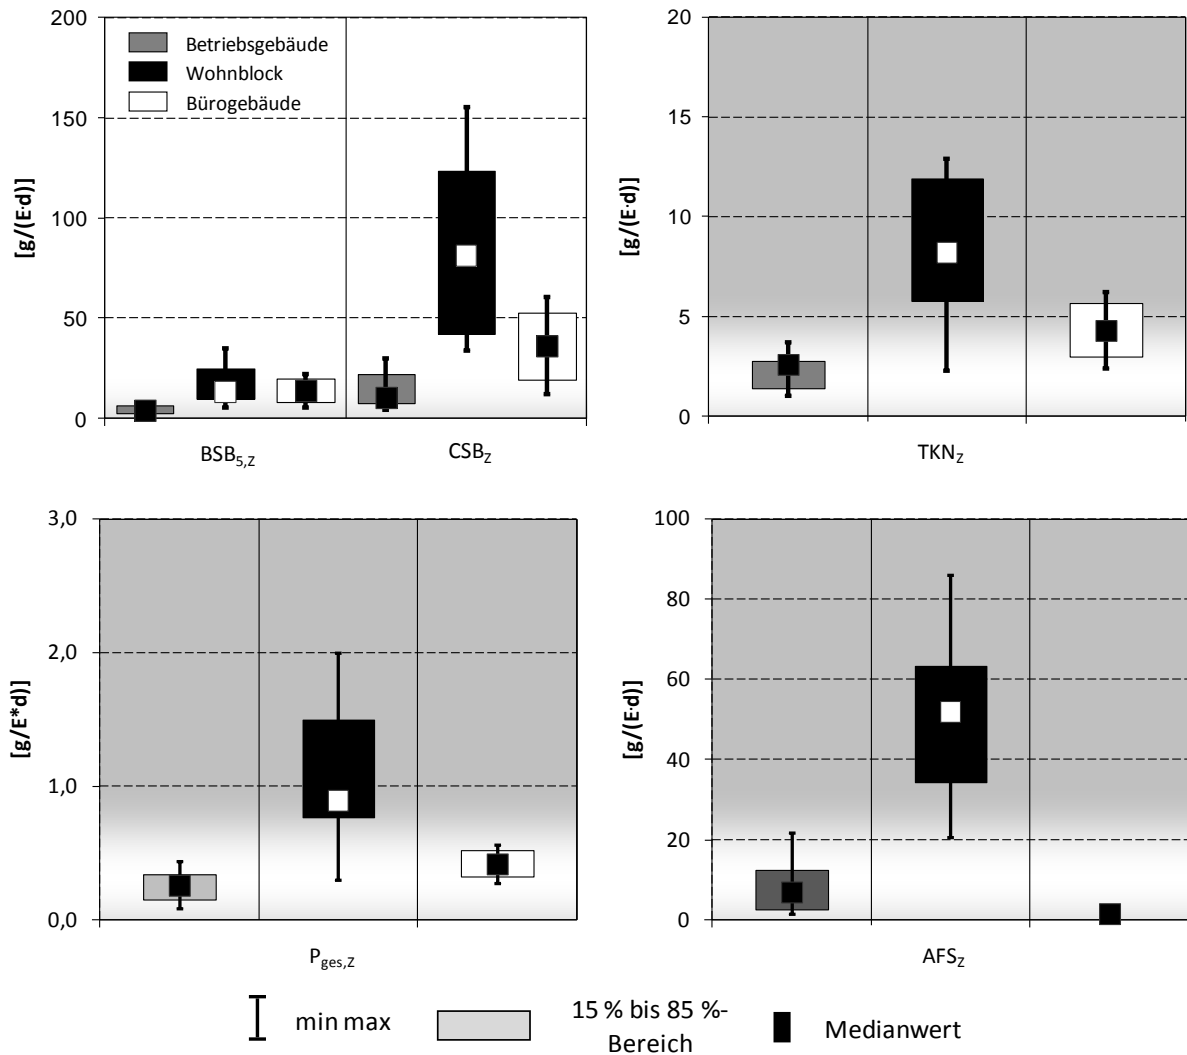 200
150
100
50
0
[g/(E·d)]
Betriebsgebäude
Wohnblock
Bürogebäude
BSB5,Z
CSBZ
20
15
10
5
0
[g/(E·d)]
TKNZ
3,0
2,0
1,0
0,0
[g/E*d)]
Pges,Z
100
80
60
40
20
0
[g/(E·d)]
AFSZ
min max
15 % bis 85 %-
Bereich
Medianwert